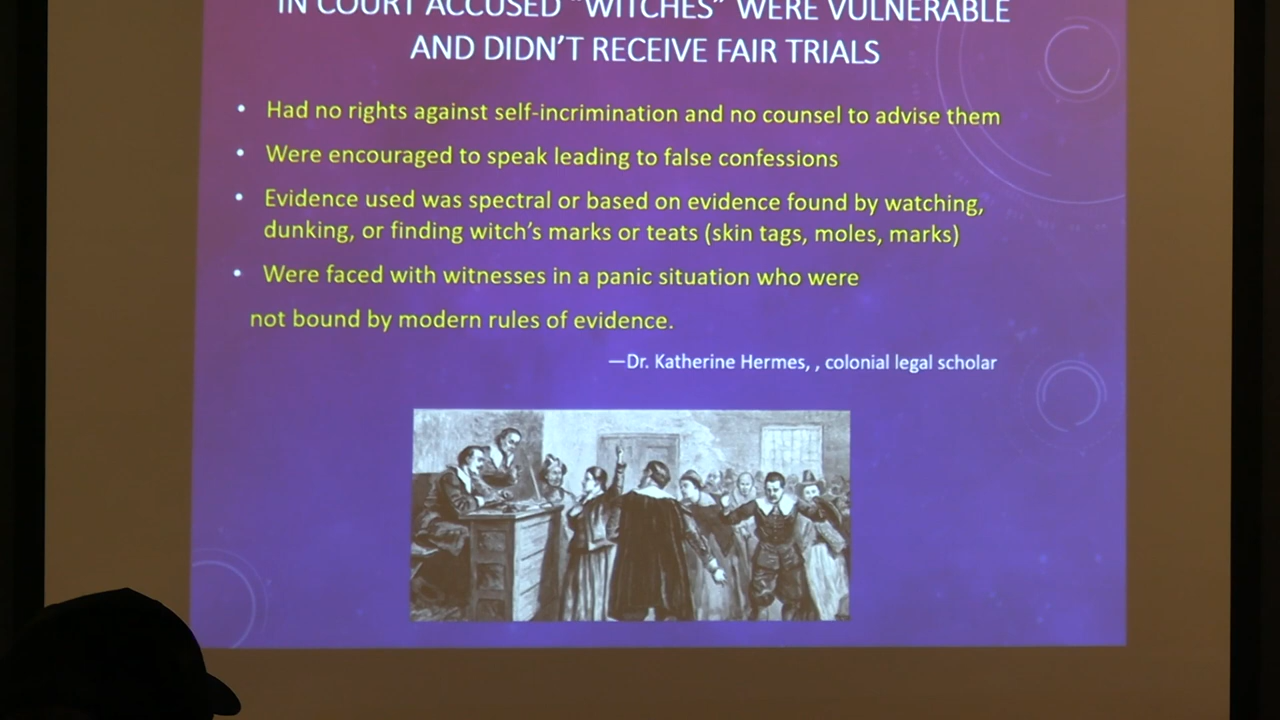 IN COURT ACCUSED "WITCHES" WERE VULNERABLE
AND DIDN'T RECEIVE FAIR TRIALS
• Had no rights against self-incrimination and no counsel to advise them
• Were encouraged to speak leading to false confessions
• Evidence used was spectral or based on evidence found by watching,
dunking, or finding witch's marks or teats (skin tags, moles, marks)
• Were faced with witnesses in a panic situation who were
not bound by modern rules of evidence.
—Dr. Katherine Hermes, , colonial legal scholar